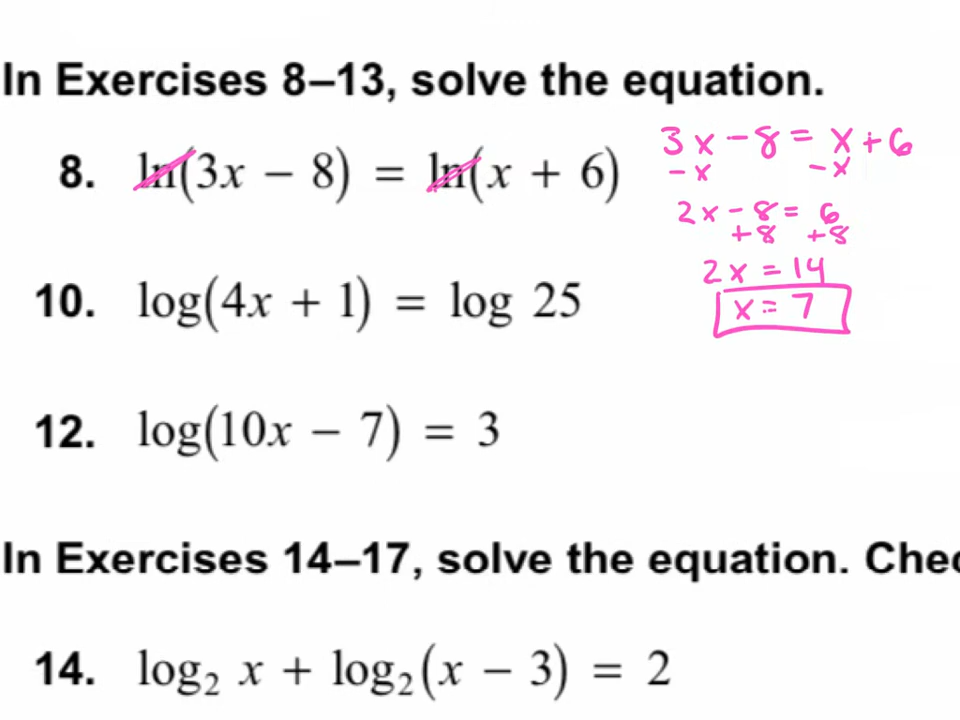 In Exercises 8–13, solve the equation.
8. ln(3x − 8) = ln(x + 6)
3x − 8 = x + 6
− x − x
2x − 8 = 6
+8 +8
2x = 14
x = 7
10. log(4x + 1) = log 25
12. log(10x − 7) = 3
In Exercises 14–17, solve the equation. Chec
14. log₂ x + log₂(x − 3) = 2